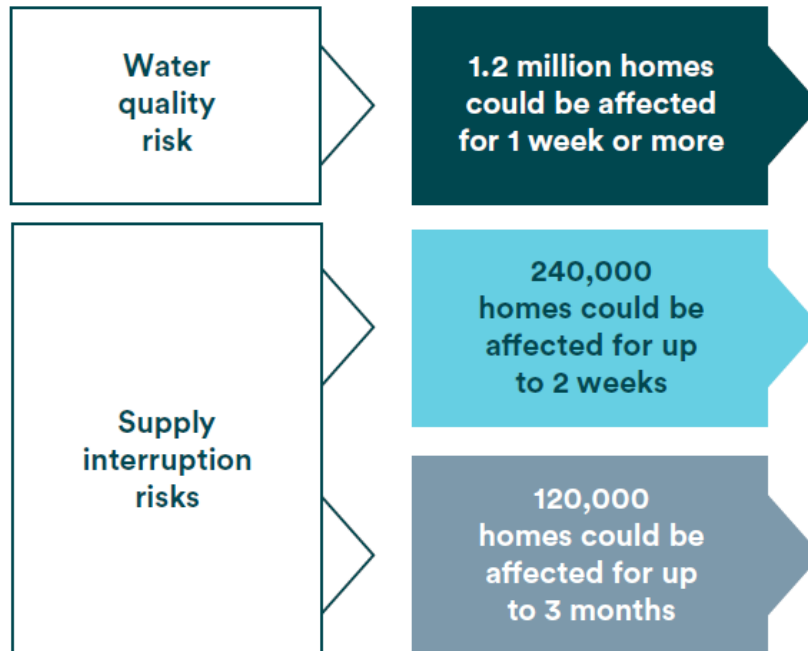 Water
quality
risk
1.2 million homes
could be affected
for 1 week or more
Supply
interruption
risks
240,000
homes could be
affected for up
to 2 weeks
120,000
homes could be
affected for up
to 3 months